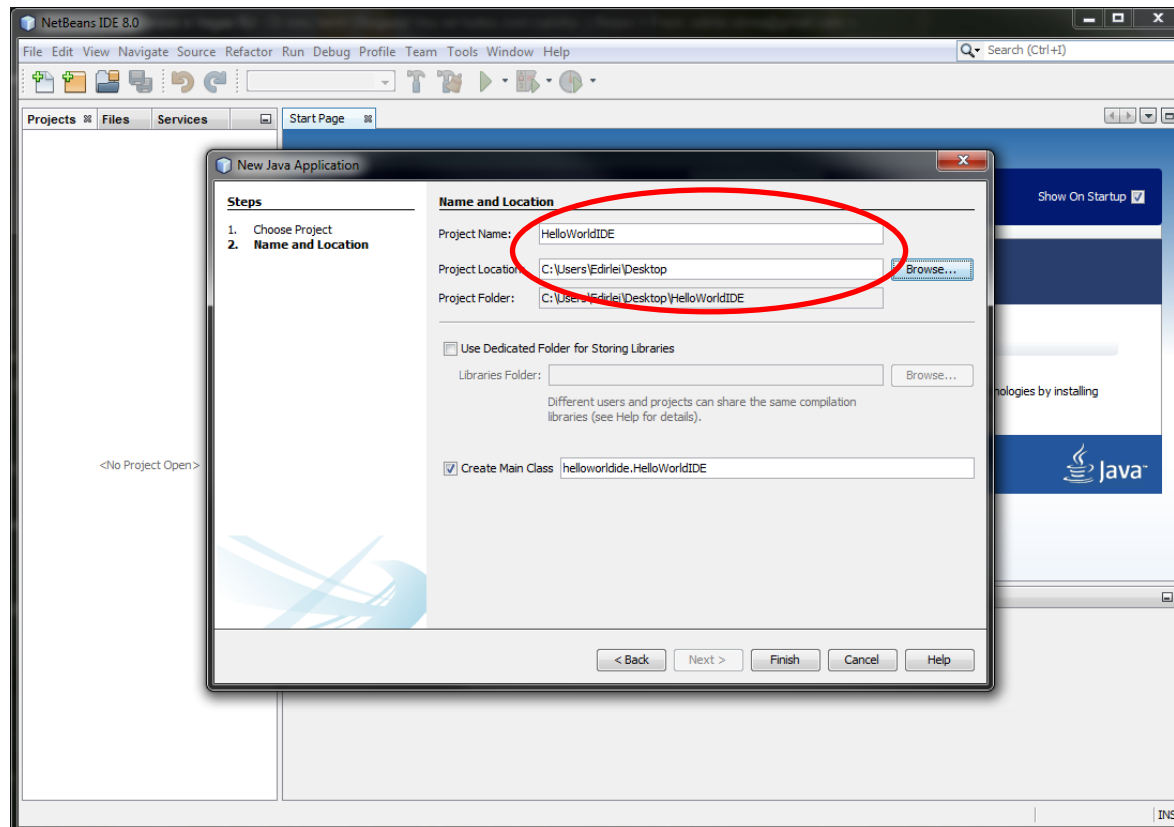 NetBeans IDE 8.0
File Edit View Navigate Source Refactor Run Debug Profile Team Tools Window Help
Search (Ctrl+I)
Projects Files Services
Start Page
New Java Application
Show On Startup
Steps
1. Choose Project
2. Name and Location
Name and Location
Project Name: HelloWorldIDE
Project Location: C:\Users\Edirlei\Desktop Browse...
Project Folder: C:\Users\Edirlei\Desktop\HelloWorldIDE
Use Dedicated Folder for Storing Libraries
Libraries Folder: Browse...
Different users and projects can share the same compilation
libraries (see Help for details).
nologies by installing
<No Project Open>
Create Main Class helloworldide.HelloWorldIDE
Java
< Back Next > Finish Cancel Help
INS